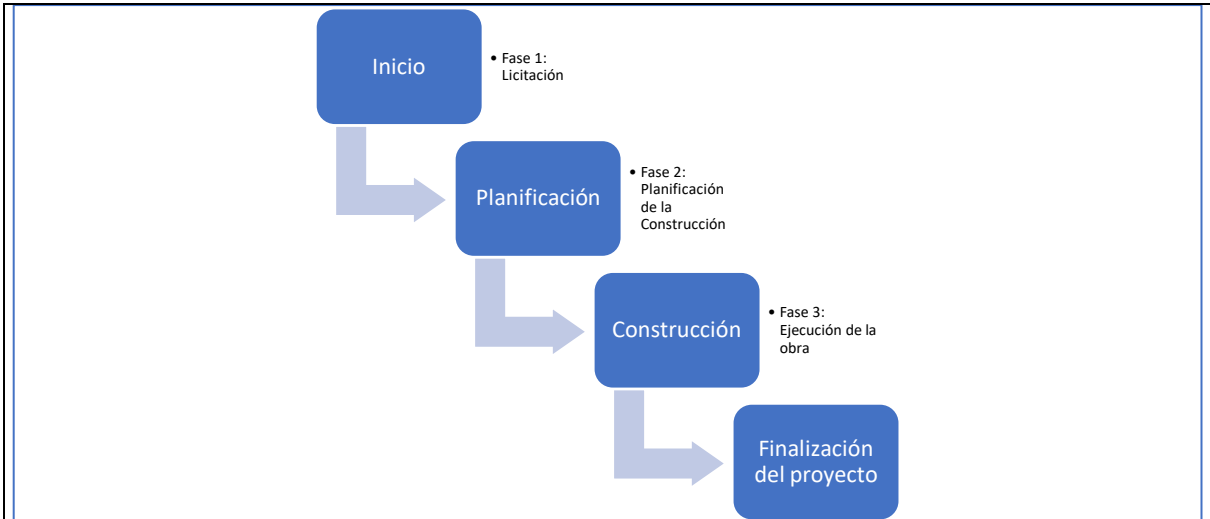 Inicio
• Fase 1:
Licitación
Planificación
• Fase 2:
Planificación
de la
Construcción
Construcción
• Fase 3:
Ejecución de la
obra
Finalización
del proyecto